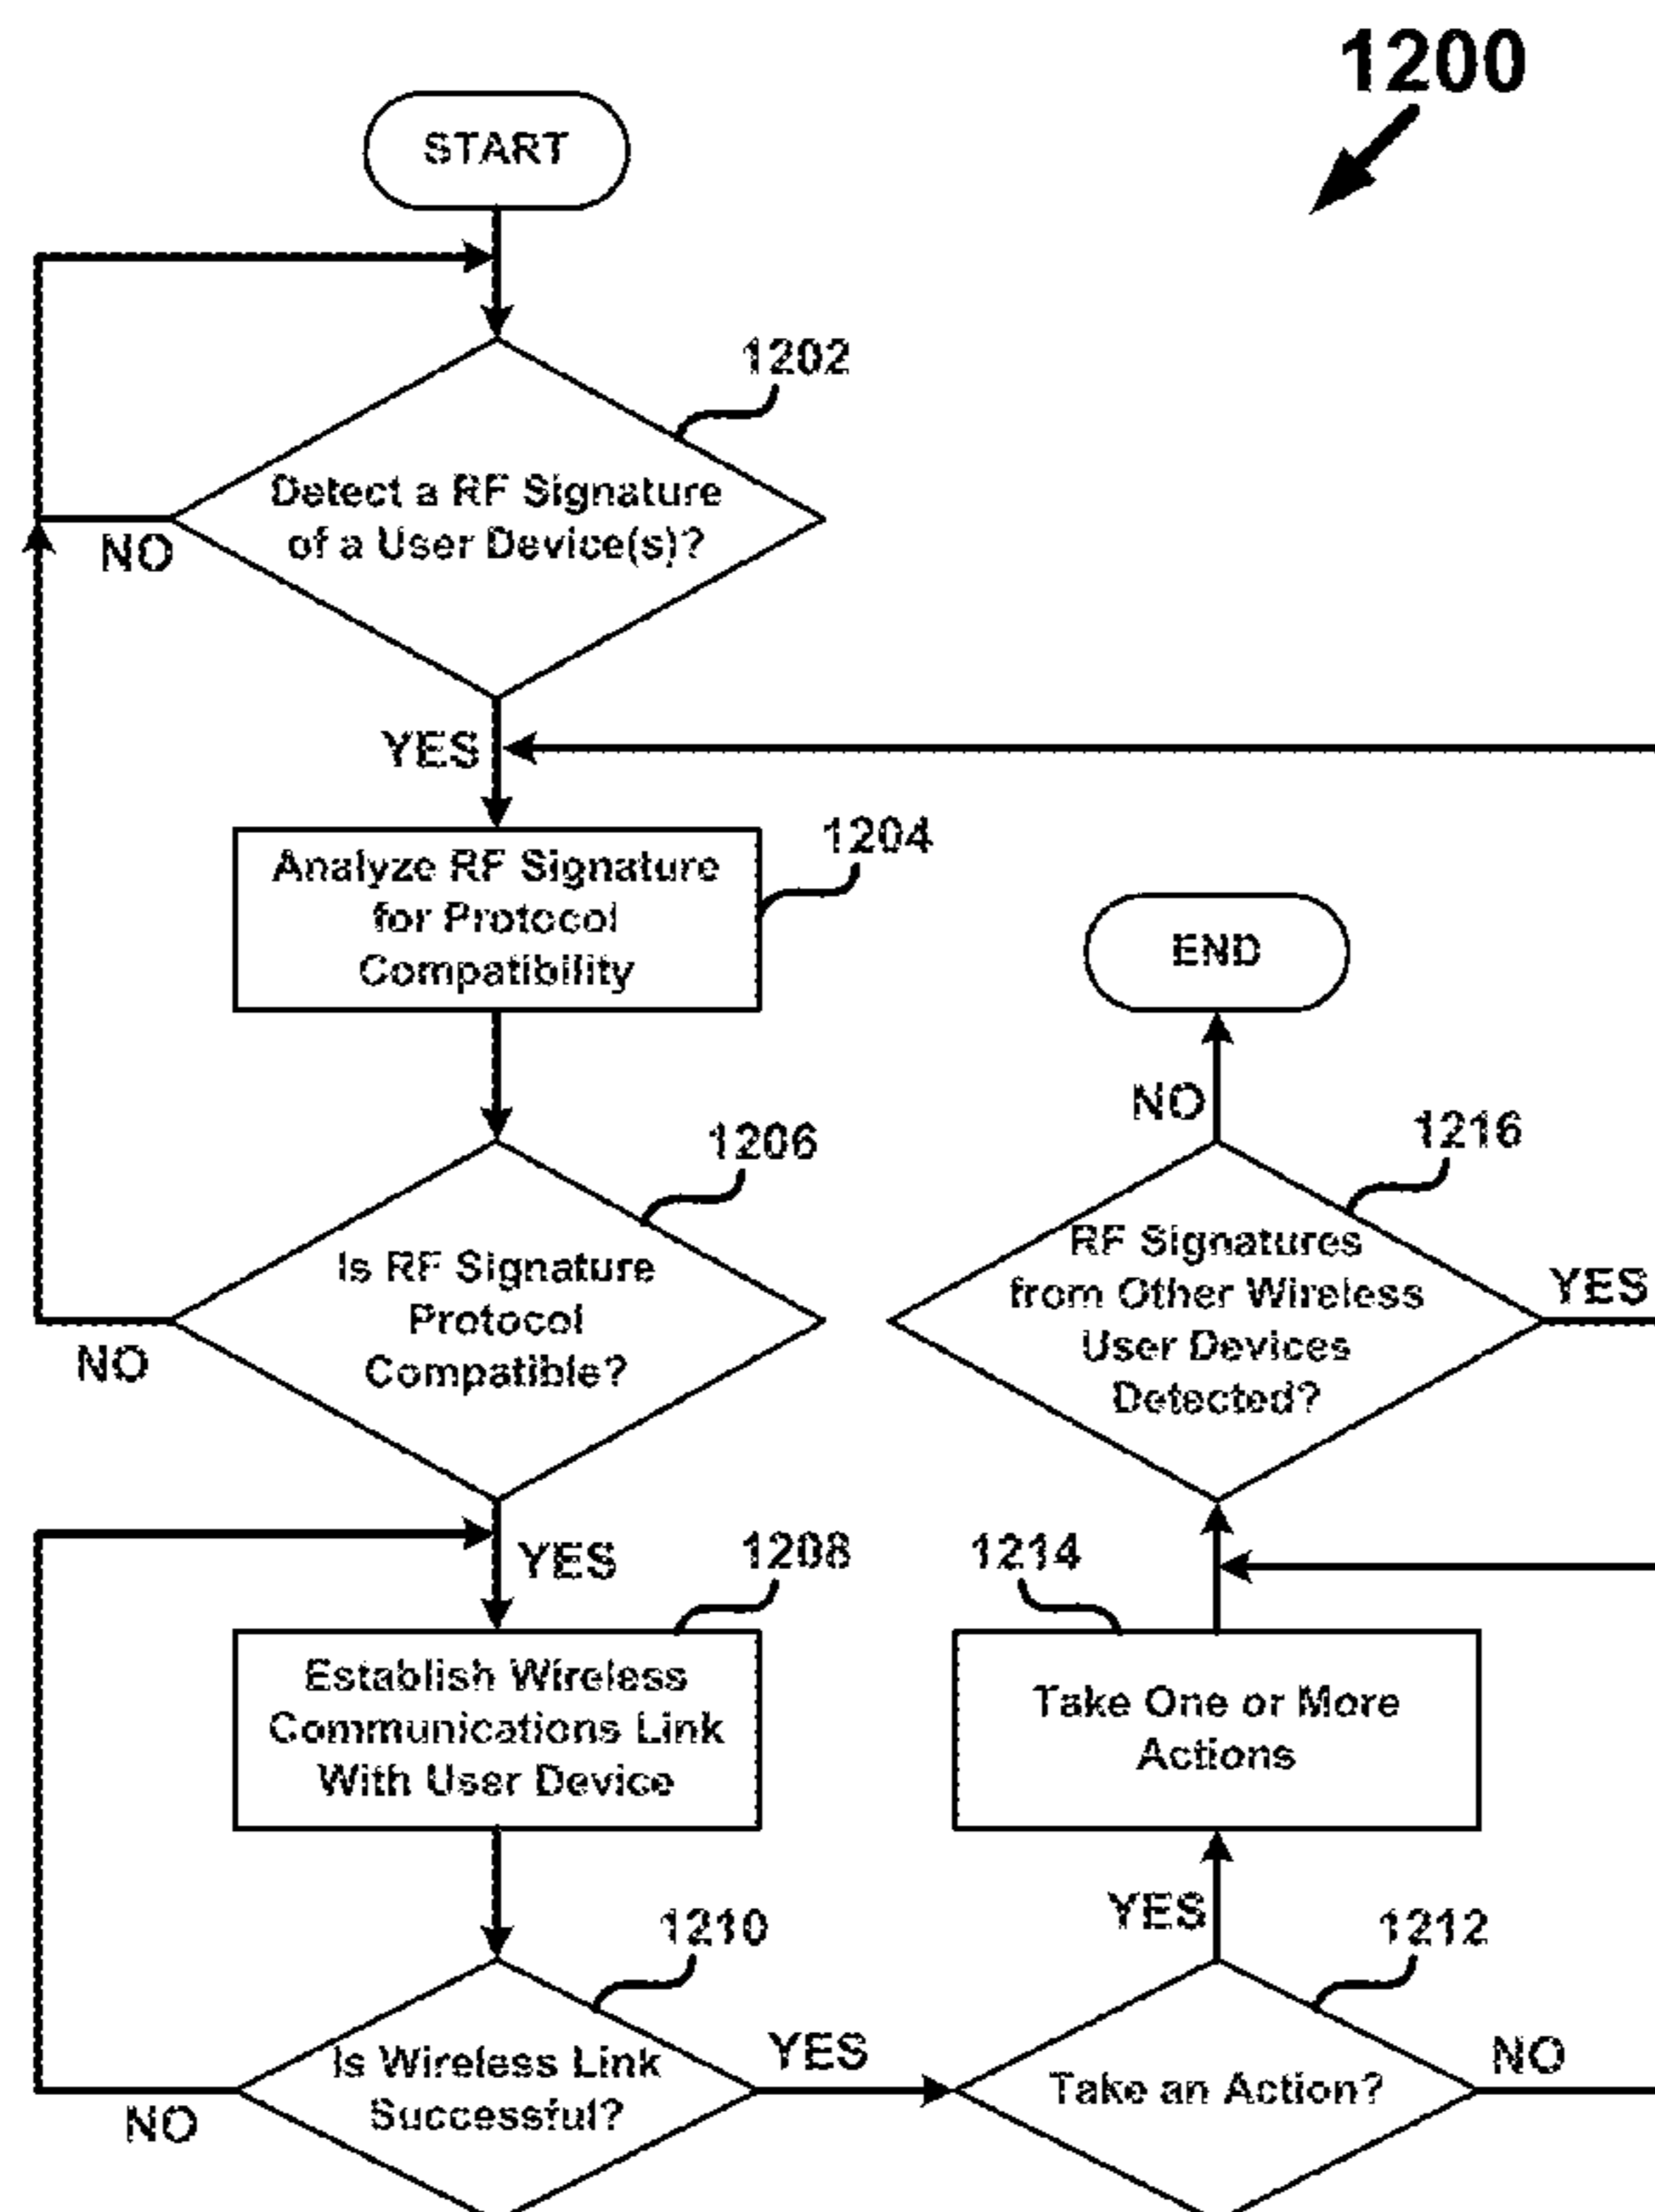 1200
START
1202
Detect a RF Signature
of a User Device(s)?
NO
YES
1204
Analyze RF Signature
for Protocol
Compatibility
END
NO
1206
1216
Is RF Signature
Protocol
Compatible?
RF Signatures
from Other Wireless
User Devices
Detected?
YES
NO
YES
1208
1214
Establish Wireless
Communications Link
With User Device
Take One or More
Actions
1210
YES
1212
Is Wireless Link
Successful?
YES
Take an Action?
NO
NO